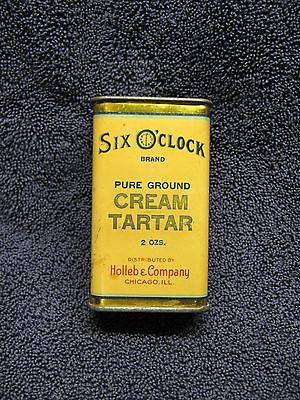 SIX O'CLOCK
BRAND
PURE GROUND
CREAM
TARTAR
2 OZS.
DISTRIBUTED BY
Holleb & Company
CHICAGO, ILL.